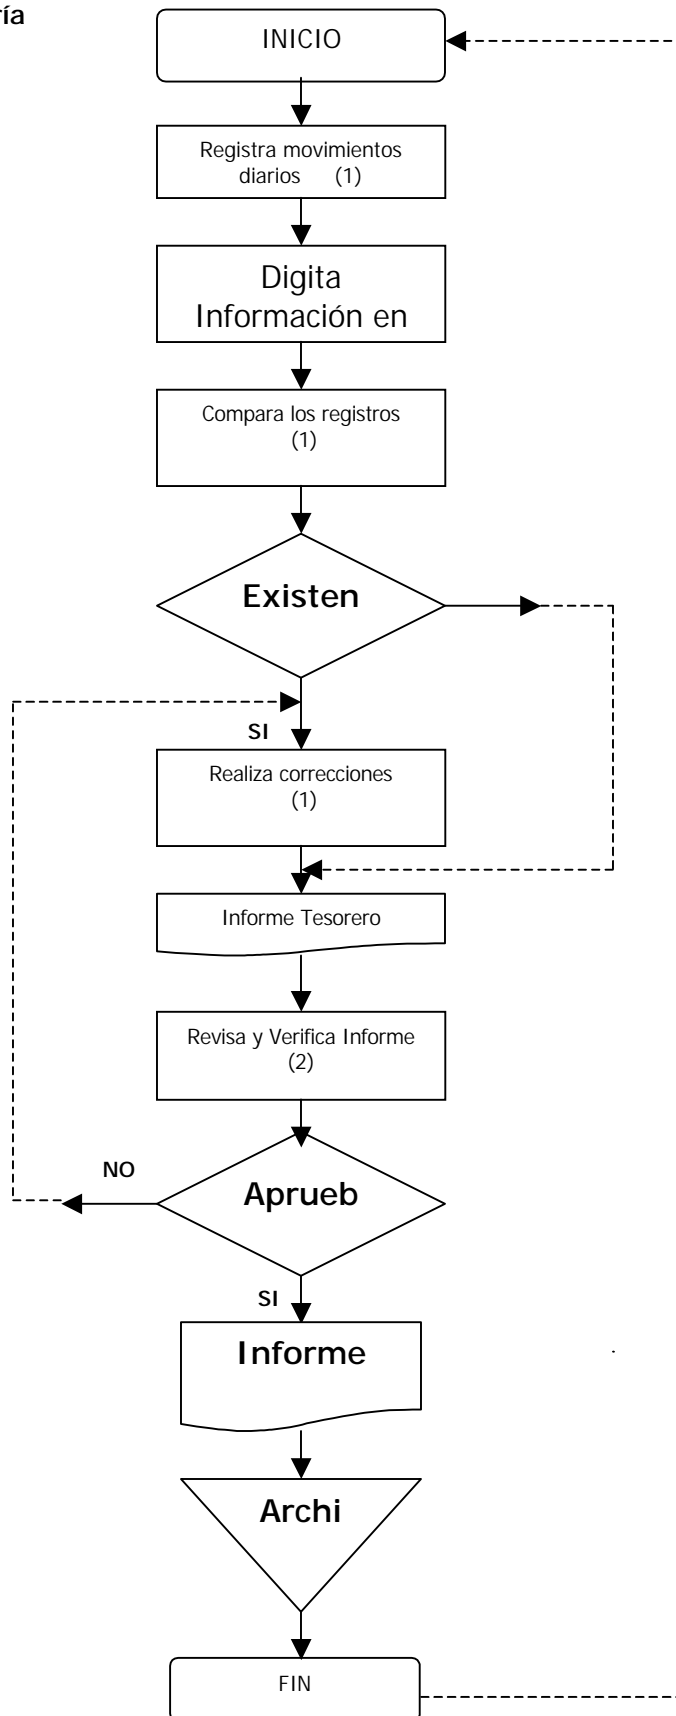 ría
INICIO
Registra movimientos
diarios (1)
Digita
Información en
Compara los registros
(1)
Existen
SI
Realiza correcciones
(1)
Informe Tesorero
Revisa y Verifica Informe
(2)
NO
Aprueb
SI
Informe
Archi
FIN